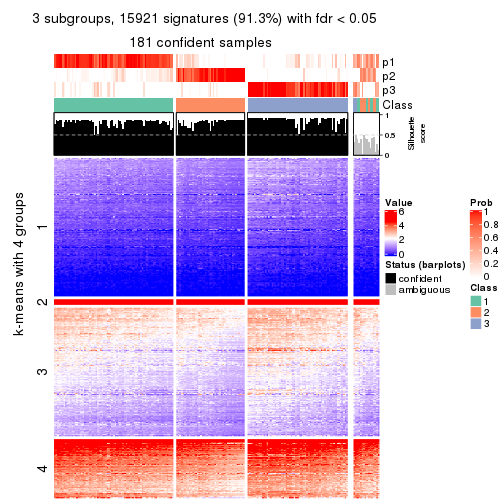 3 subgroups, 15921 signatures (91.3%) with fdr < 0.05
181 confident samples
p1
p2
p3
Class
1
0.5
0
Silhouette
score
k-means with 4 groups
1
2
3
4
Value
6
4
2
0
Status (barplots)
confident
ambiguous
Prob
1
0.8
0.6
0.4
0.2
0
Class
1
2
3